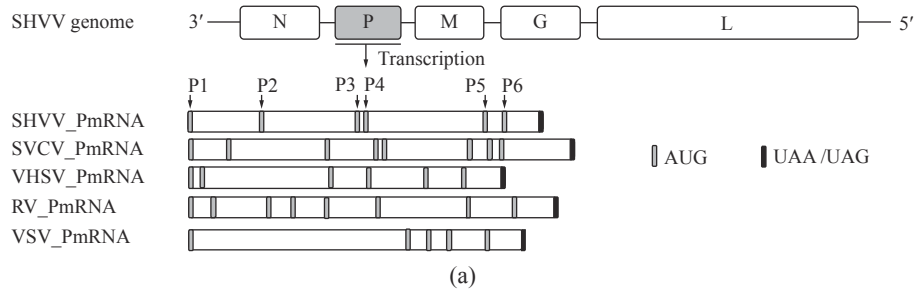 SHVV genome 3′ N P M G L 5′
Transcription
P1 P2 P3 P4 P5 P6
SHVV_PmRNA
SVCV_PmRNA
VHSV_PmRNA
RV_PmRNA
VSV_PmRNA
AUG UAA /UAG
(a)